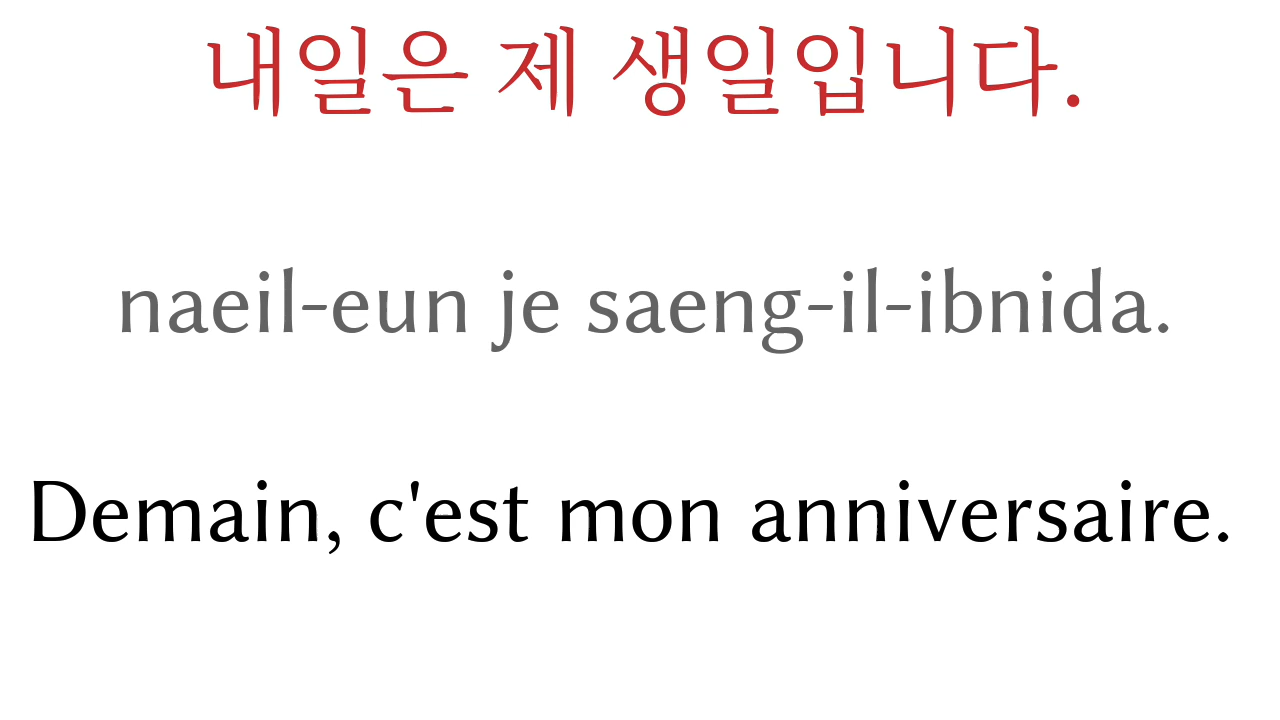 내일은 제 생일입니다.
naeil-eun je saeng-il-ibnida.
Demain, c'est mon anniversaire.